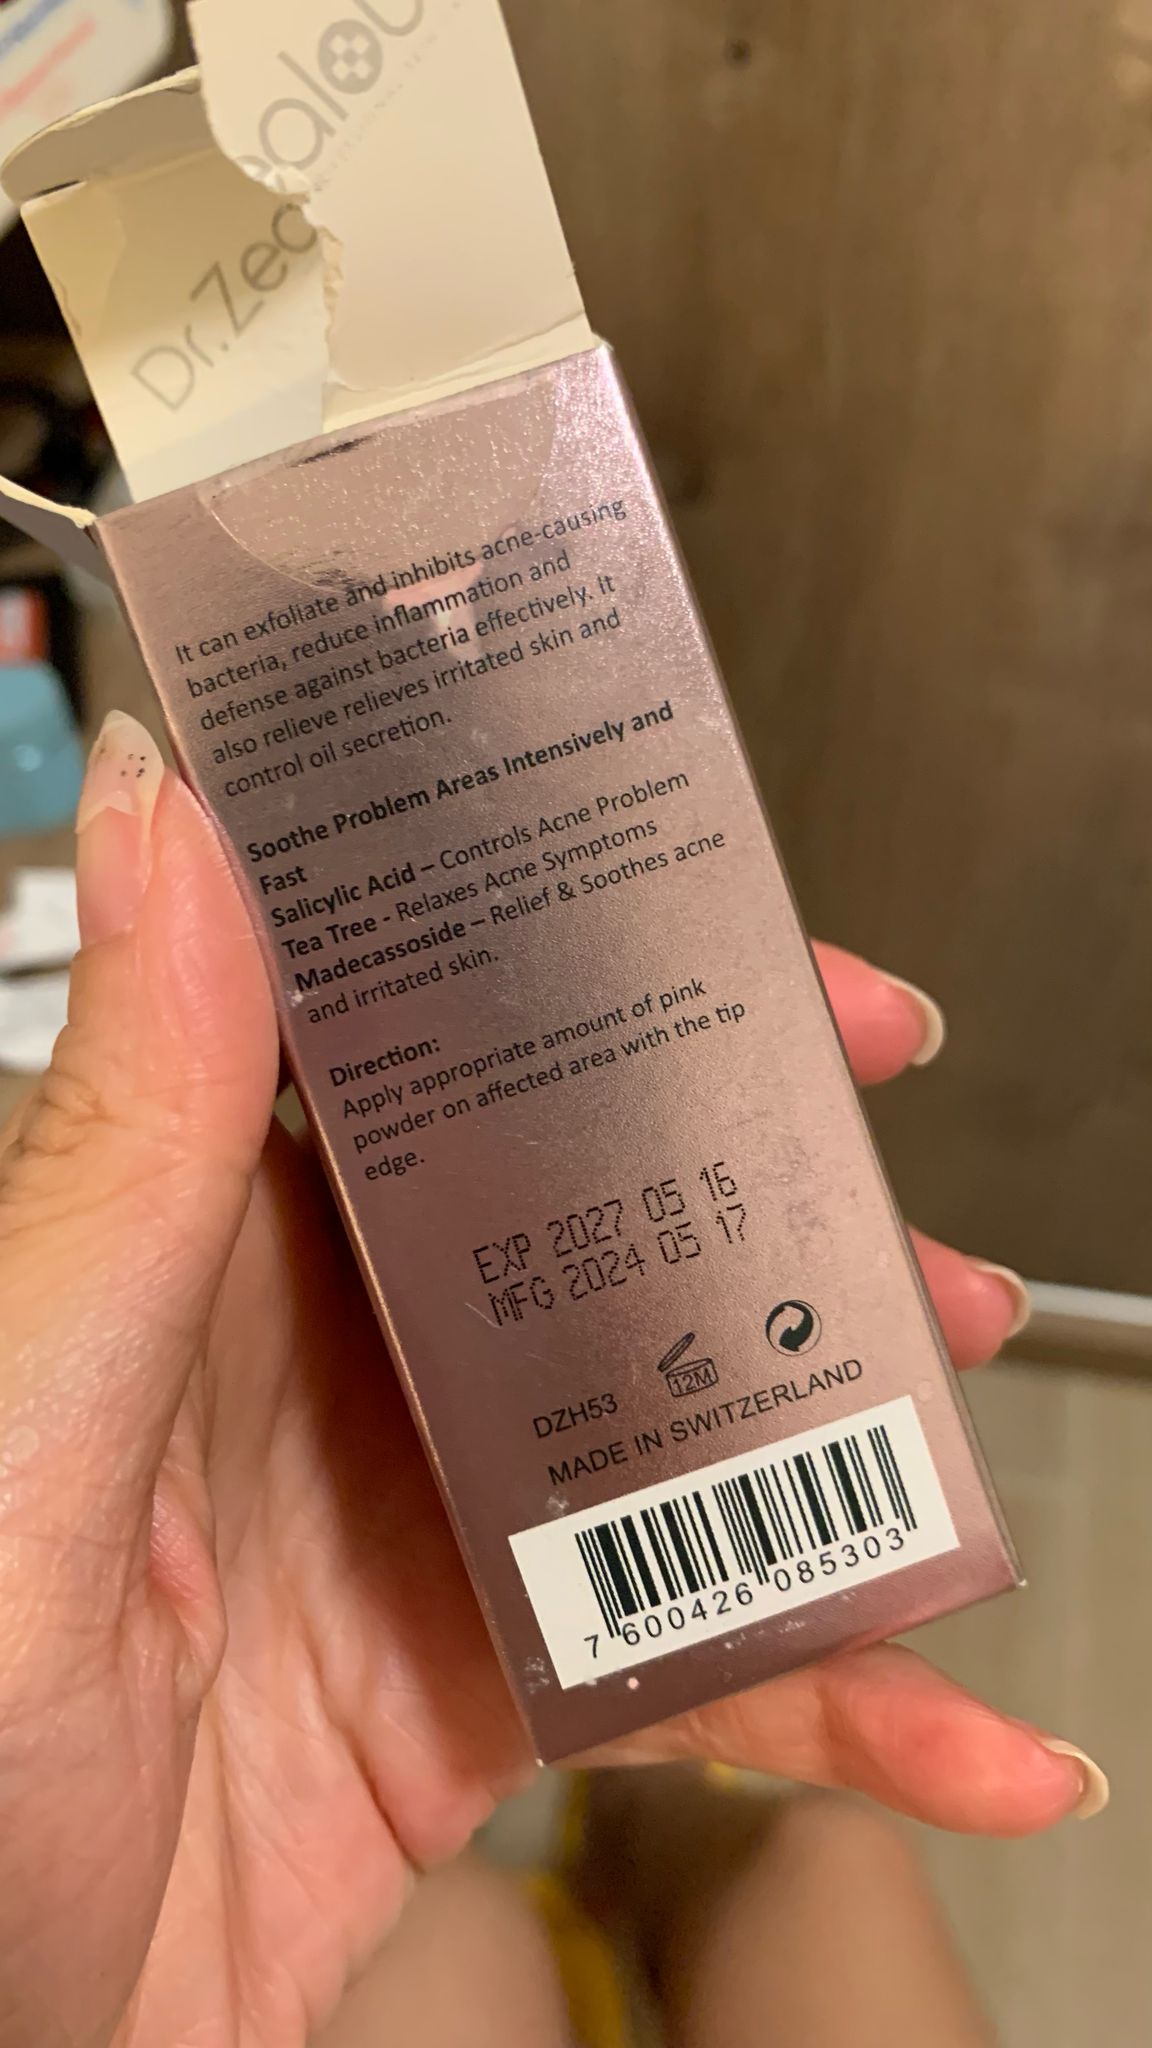 Dr.Zea
ealou
It can exfoliate and inhibits acne-causing
bacteria, reduce inflammation and
defense against bacteria effectively. It
also relieve relieves irritated skin and
control oil secretion.
Soothe Problem Areas Intensively and
Fast
Salicylic Acid – Controls Acne Problem
Tea Tree - Relaxes Acne Symptoms
Madecassoside – Relief & Soothes acne
and irritated skin.
Direction:
Apply appropriate amount of pink
powder on affected area with the tip
edge.
EXP 2027 05 16
MFG 2024 05 17
DZH53 12M
MADE IN SWITZERLAND
7 600426 085303